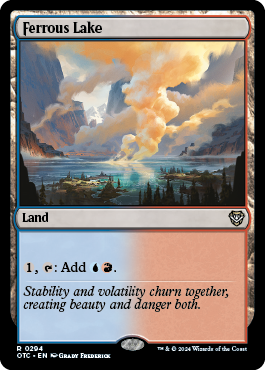 Ferrous Lake
Land
1, : Add .
Stability and volatility churn together,
creating beauty and danger both.
R 0294
OTC • EN Grady Frederick
™ & © 2024 Wizards of the Coast